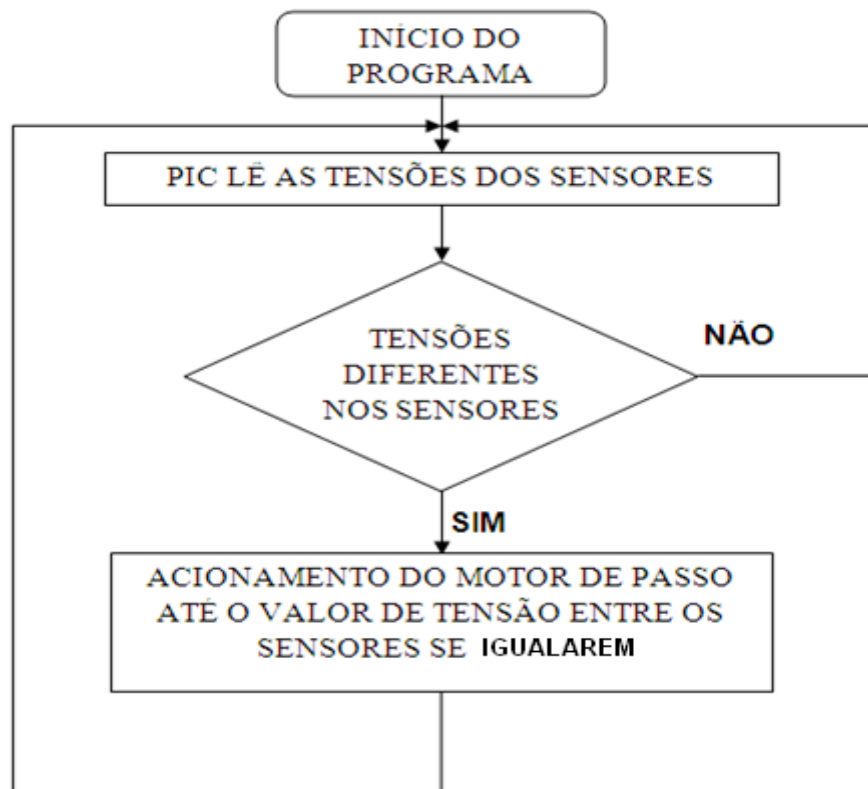 INÍCIO DO
PROGRAMA
PIC LÊ AS TENSÕES DOS SENSORES
TENSÕES
DIFERENTES
NOS SENSORES
NÃO
SIM
ACIONAMENTO DO MOTOR DE PASSO
ATÉ O VALOR DE TENSÃO ENTRE OS
SENSORES SE IGUALAREM